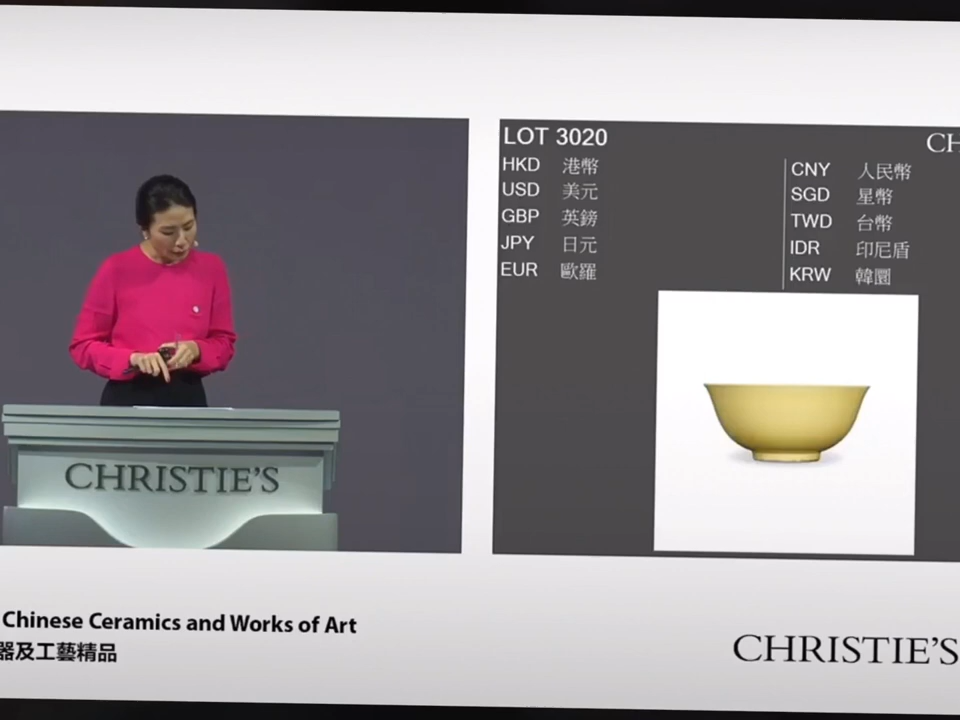 LOT 3020
CH
HKD 港幣
USD 美元
GBP 英鎊
JPY 日元
EUR 歐羅
CNY 人民幣
SGD 星幣
TWD 台幣
IDR 印尼盾
KRW 韓圜
CHRISTIE'S
Chinese Ceramics and Works of Art
器及工藝精品
CHRISTIE'S